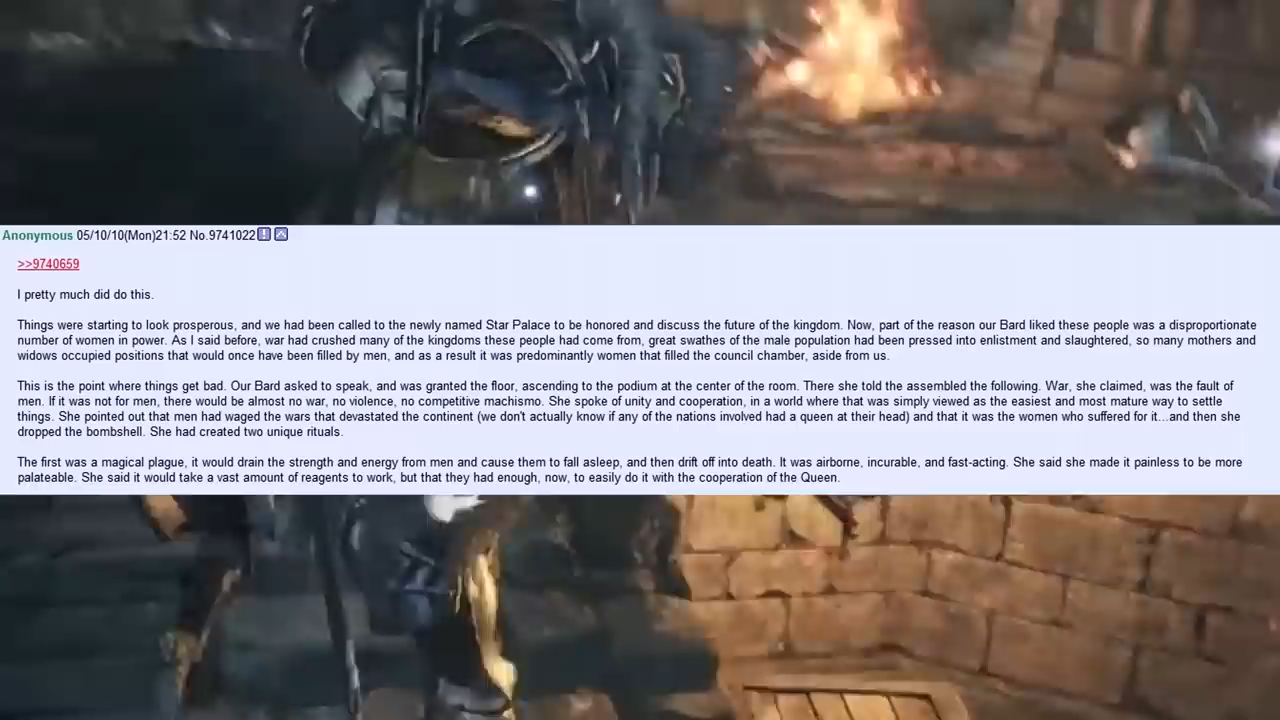 Anonymous 05/10/10(Mon)21:52 No.9741022
>>9740659
I pretty much did do this.
Things were starting to look prosperous, and we had been called to the newly named Star Palace to be honored and discuss the future of the kingdom. Now, part of the reason our Bard liked these people was a disproportionate
number of women in power. As I said before, war had crushed many of the kingdoms these people had come from, great swathes of the male population had been pressed into enlistment and slaughtered, so many mothers and
widows occupied positions that would once have been filled by men, and as a result it was predominantly women that filled the council chamber, aside from us.
This is the point where things get bad. Our Bard asked to speak, and was granted the floor, ascending to the podium at the center of the room. There she told the assembled the following. War, she claimed, was the fault of
men. If it was not for men, there would be almost no war, no violence, no competitive machismo. She spoke of unity and cooperation, in a world where that was simply viewed as the easiest and most mature way to settle
things. She pointed out that men had waged the wars that devastated the continent (we don't actually know if any of the nations involved had a queen at their head) and that it was the women who suffered for it...and then she
dropped the bombshell. She had created two unique rituals.
The first was a magical plague, it would drain the strength and energy from men and cause them to fall asleep, and then drift off into death. It was airborne, incurable, and fast-acting. She said she made it painless to be more
palateable. She said it would take a vast amount of reagents to work, but that they had enough, now, to easily do it with the cooperation of the Queen.